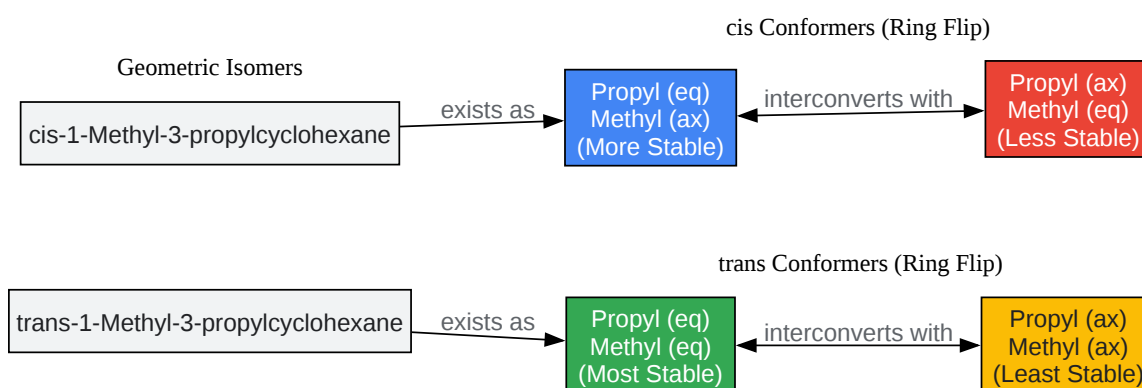 cis Conformers (Ring Flip)
Geometric Isomers
cis-1-Methyl-3-propylcyclohexane
exists as
Propyl (eq)
Methyl (ax)
(More Stable)
interconverts with
Propyl (ax)
Methyl (eq)
(Less Stable)
trans Conformers (Ring Flip)
trans-1-Methyl-3-propylcyclohexane
exists as
Propyl (eq)
Methyl (eq)
(Most Stable)
interconverts with
Propyl (ax)
Methyl (ax)
(Least Stable)